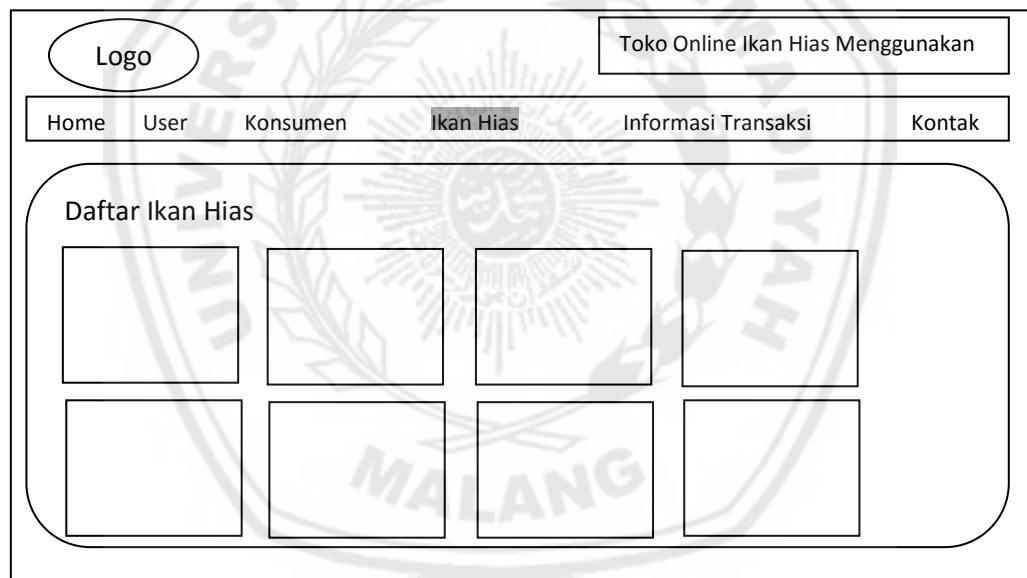 Logo
Toko Online Ikan Hias Menggunakan
Home User Konsumen Ikan Hias Informasi Transaksi Kontak
Daftar Ikan Hias
MALANG